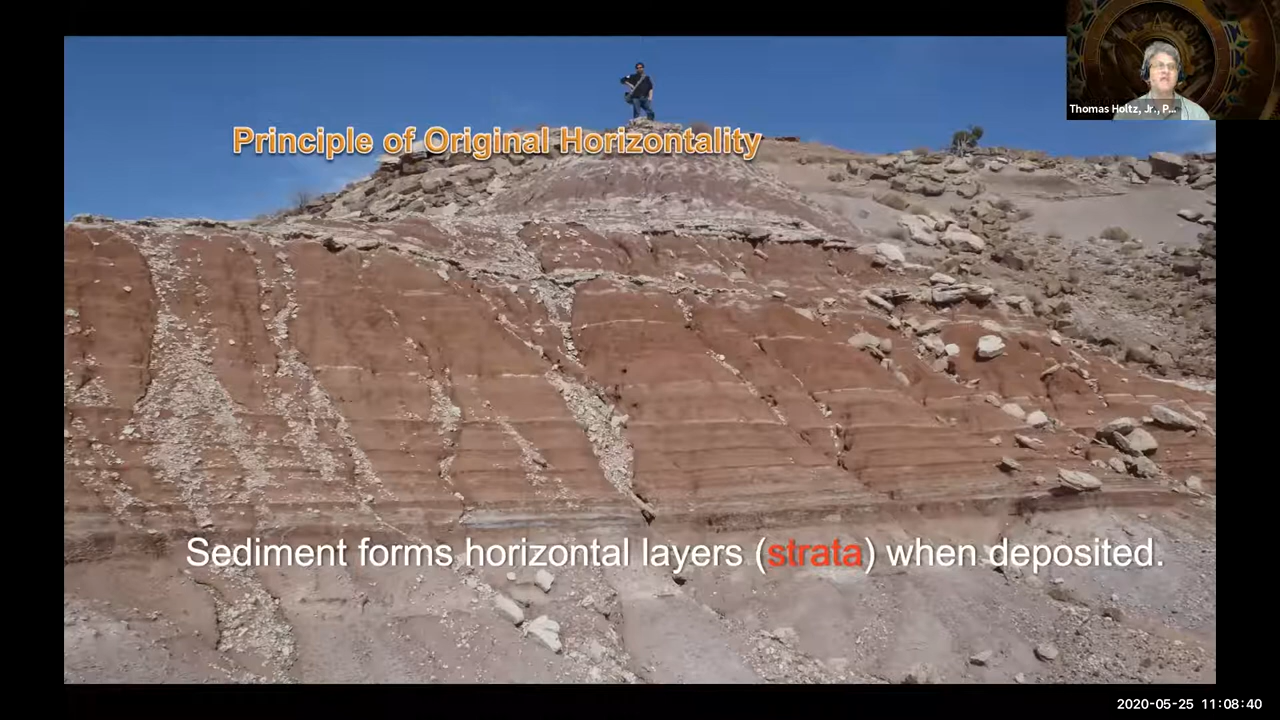 Thomas Holtz, Jr., P...
Principle of Original Horizontality
Sediment forms horizontal layers (strata) when deposited.
2020-05-25 11:08:40